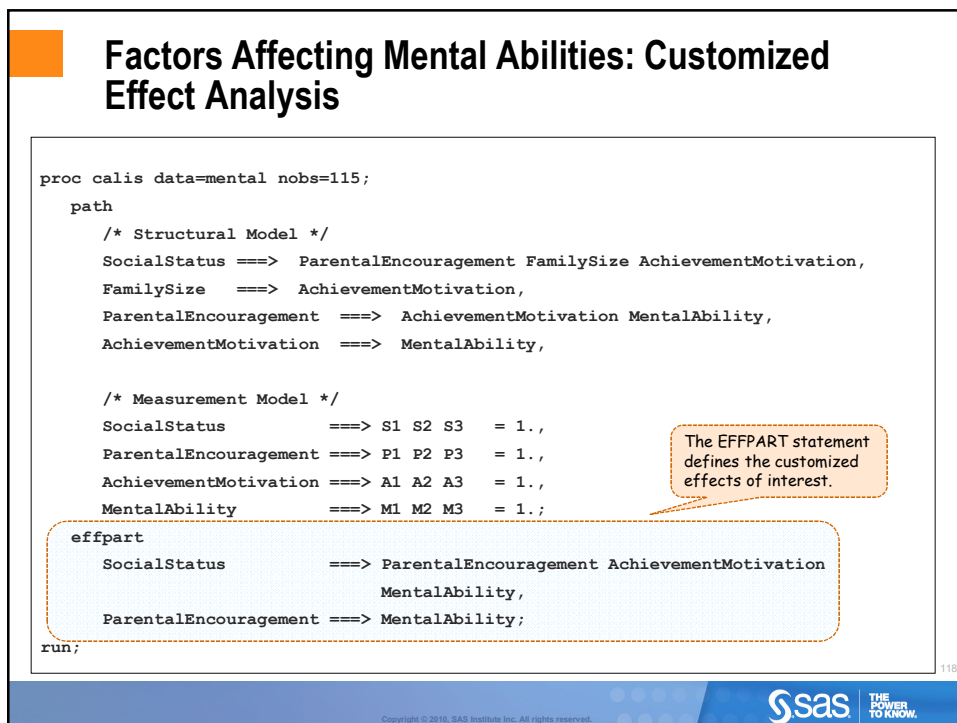 Factors Affecting Mental Abilities: Customized
Effect Analysis
proc calis data=mental nobs=115;
path
/* Structural Model */
SocialStatus ===> ParentalEncouragement FamilySize AchievementMotivation,
FamilySize ===> AchievementMotivation,
ParentalEncouragement ===> AchievementMotivation MentalAbility,
AchievementMotivation ===> MentalAbility,
/* Measurement Model */
SocialStatus ===> S1 S2 S3 = 1.,
ParentalEncouragement ===> P1 P2 P3 = 1.,
AchievementMotivation ===> A1 A2 A3 = 1.,
MentalAbility ===> M1 M2 M3 = 1.;
The EFFPART statement
defines the customized
effects of interest.
effpart
SocialStatus ===> ParentalEncouragement AchievementMotivation
MentalAbility,
ParentalEncouragement ===> MentalAbility;
run;
118
Copyright © 2010, SAS Institute Inc. All rights reserved.
sas THE POWER TO KNOW.